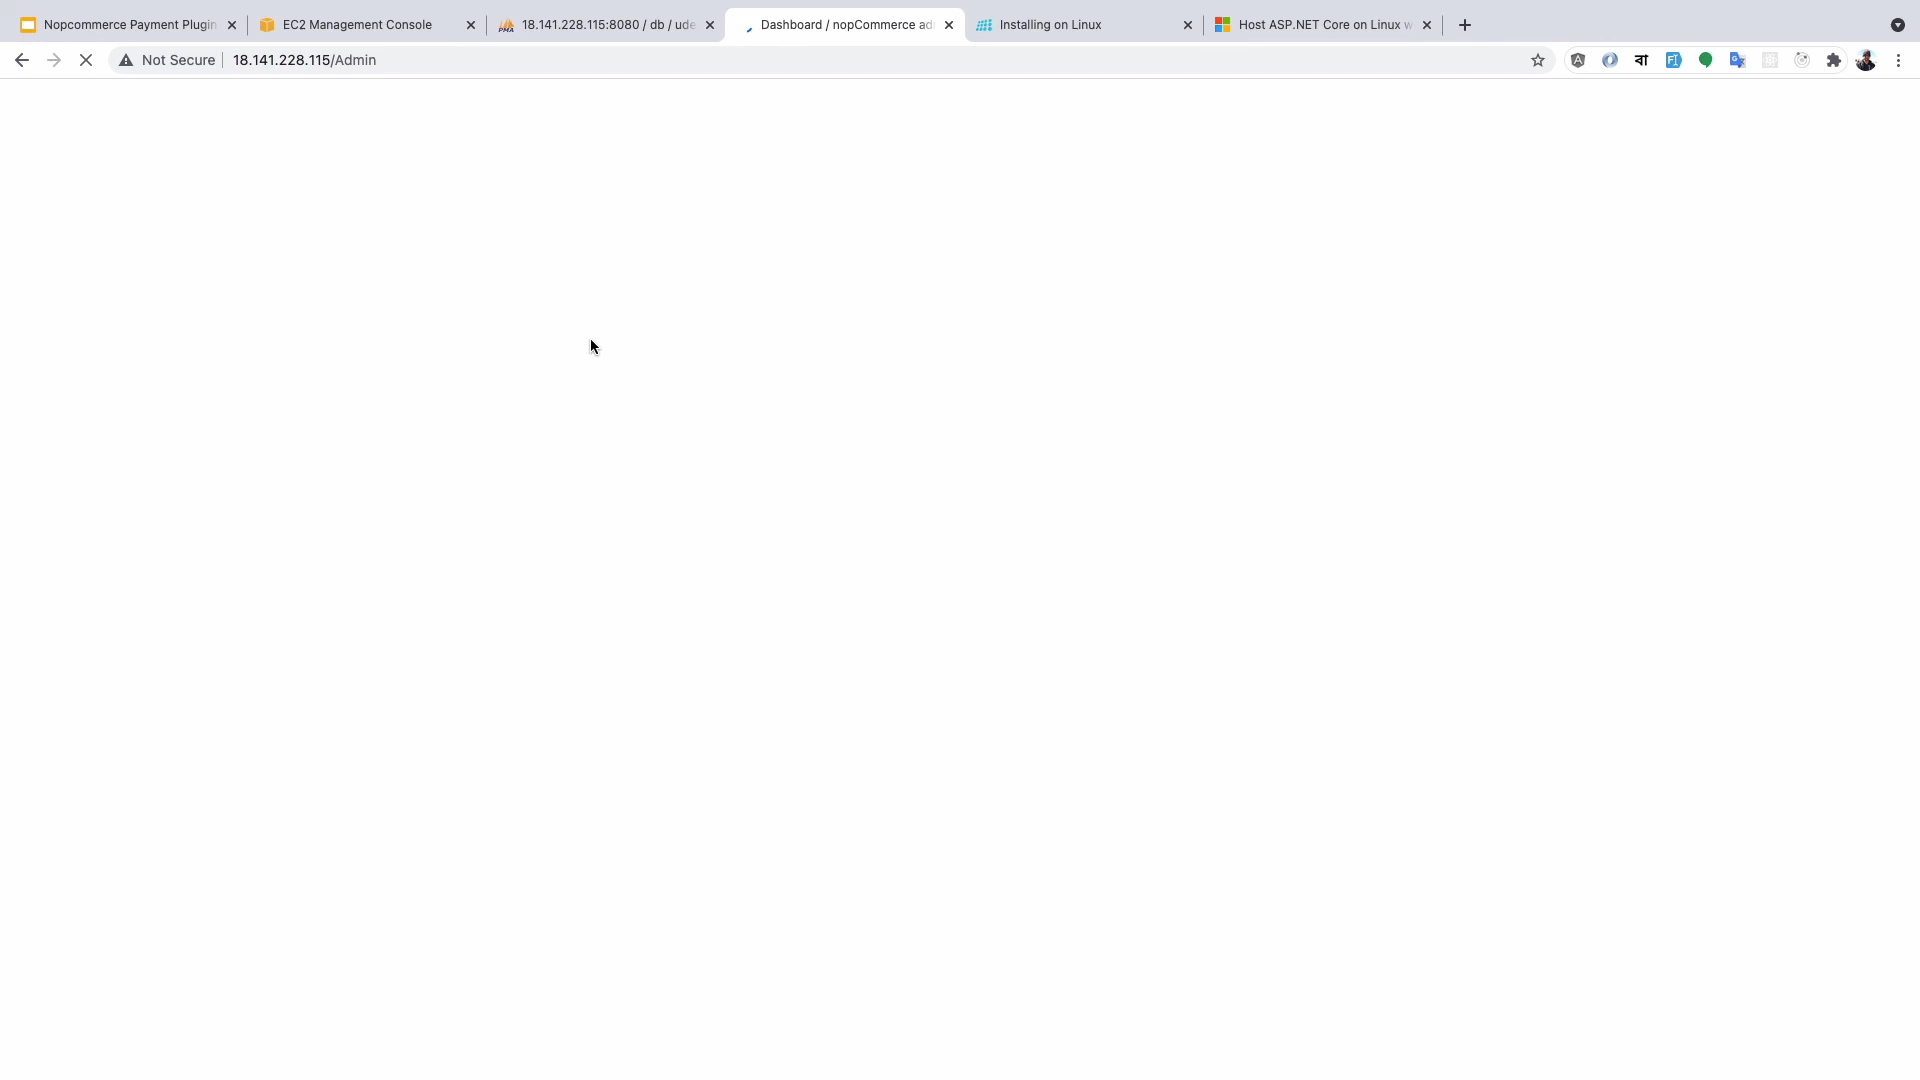 Nopcommerce Payment Plugin
EC2 Management Console
18.141.228.115:8080 / db / ude
Dashboard / nopCommerce ad
Installing on Linux
Host ASP.NET Core on Linux w
Not Secure
18.141.228.115/Admin